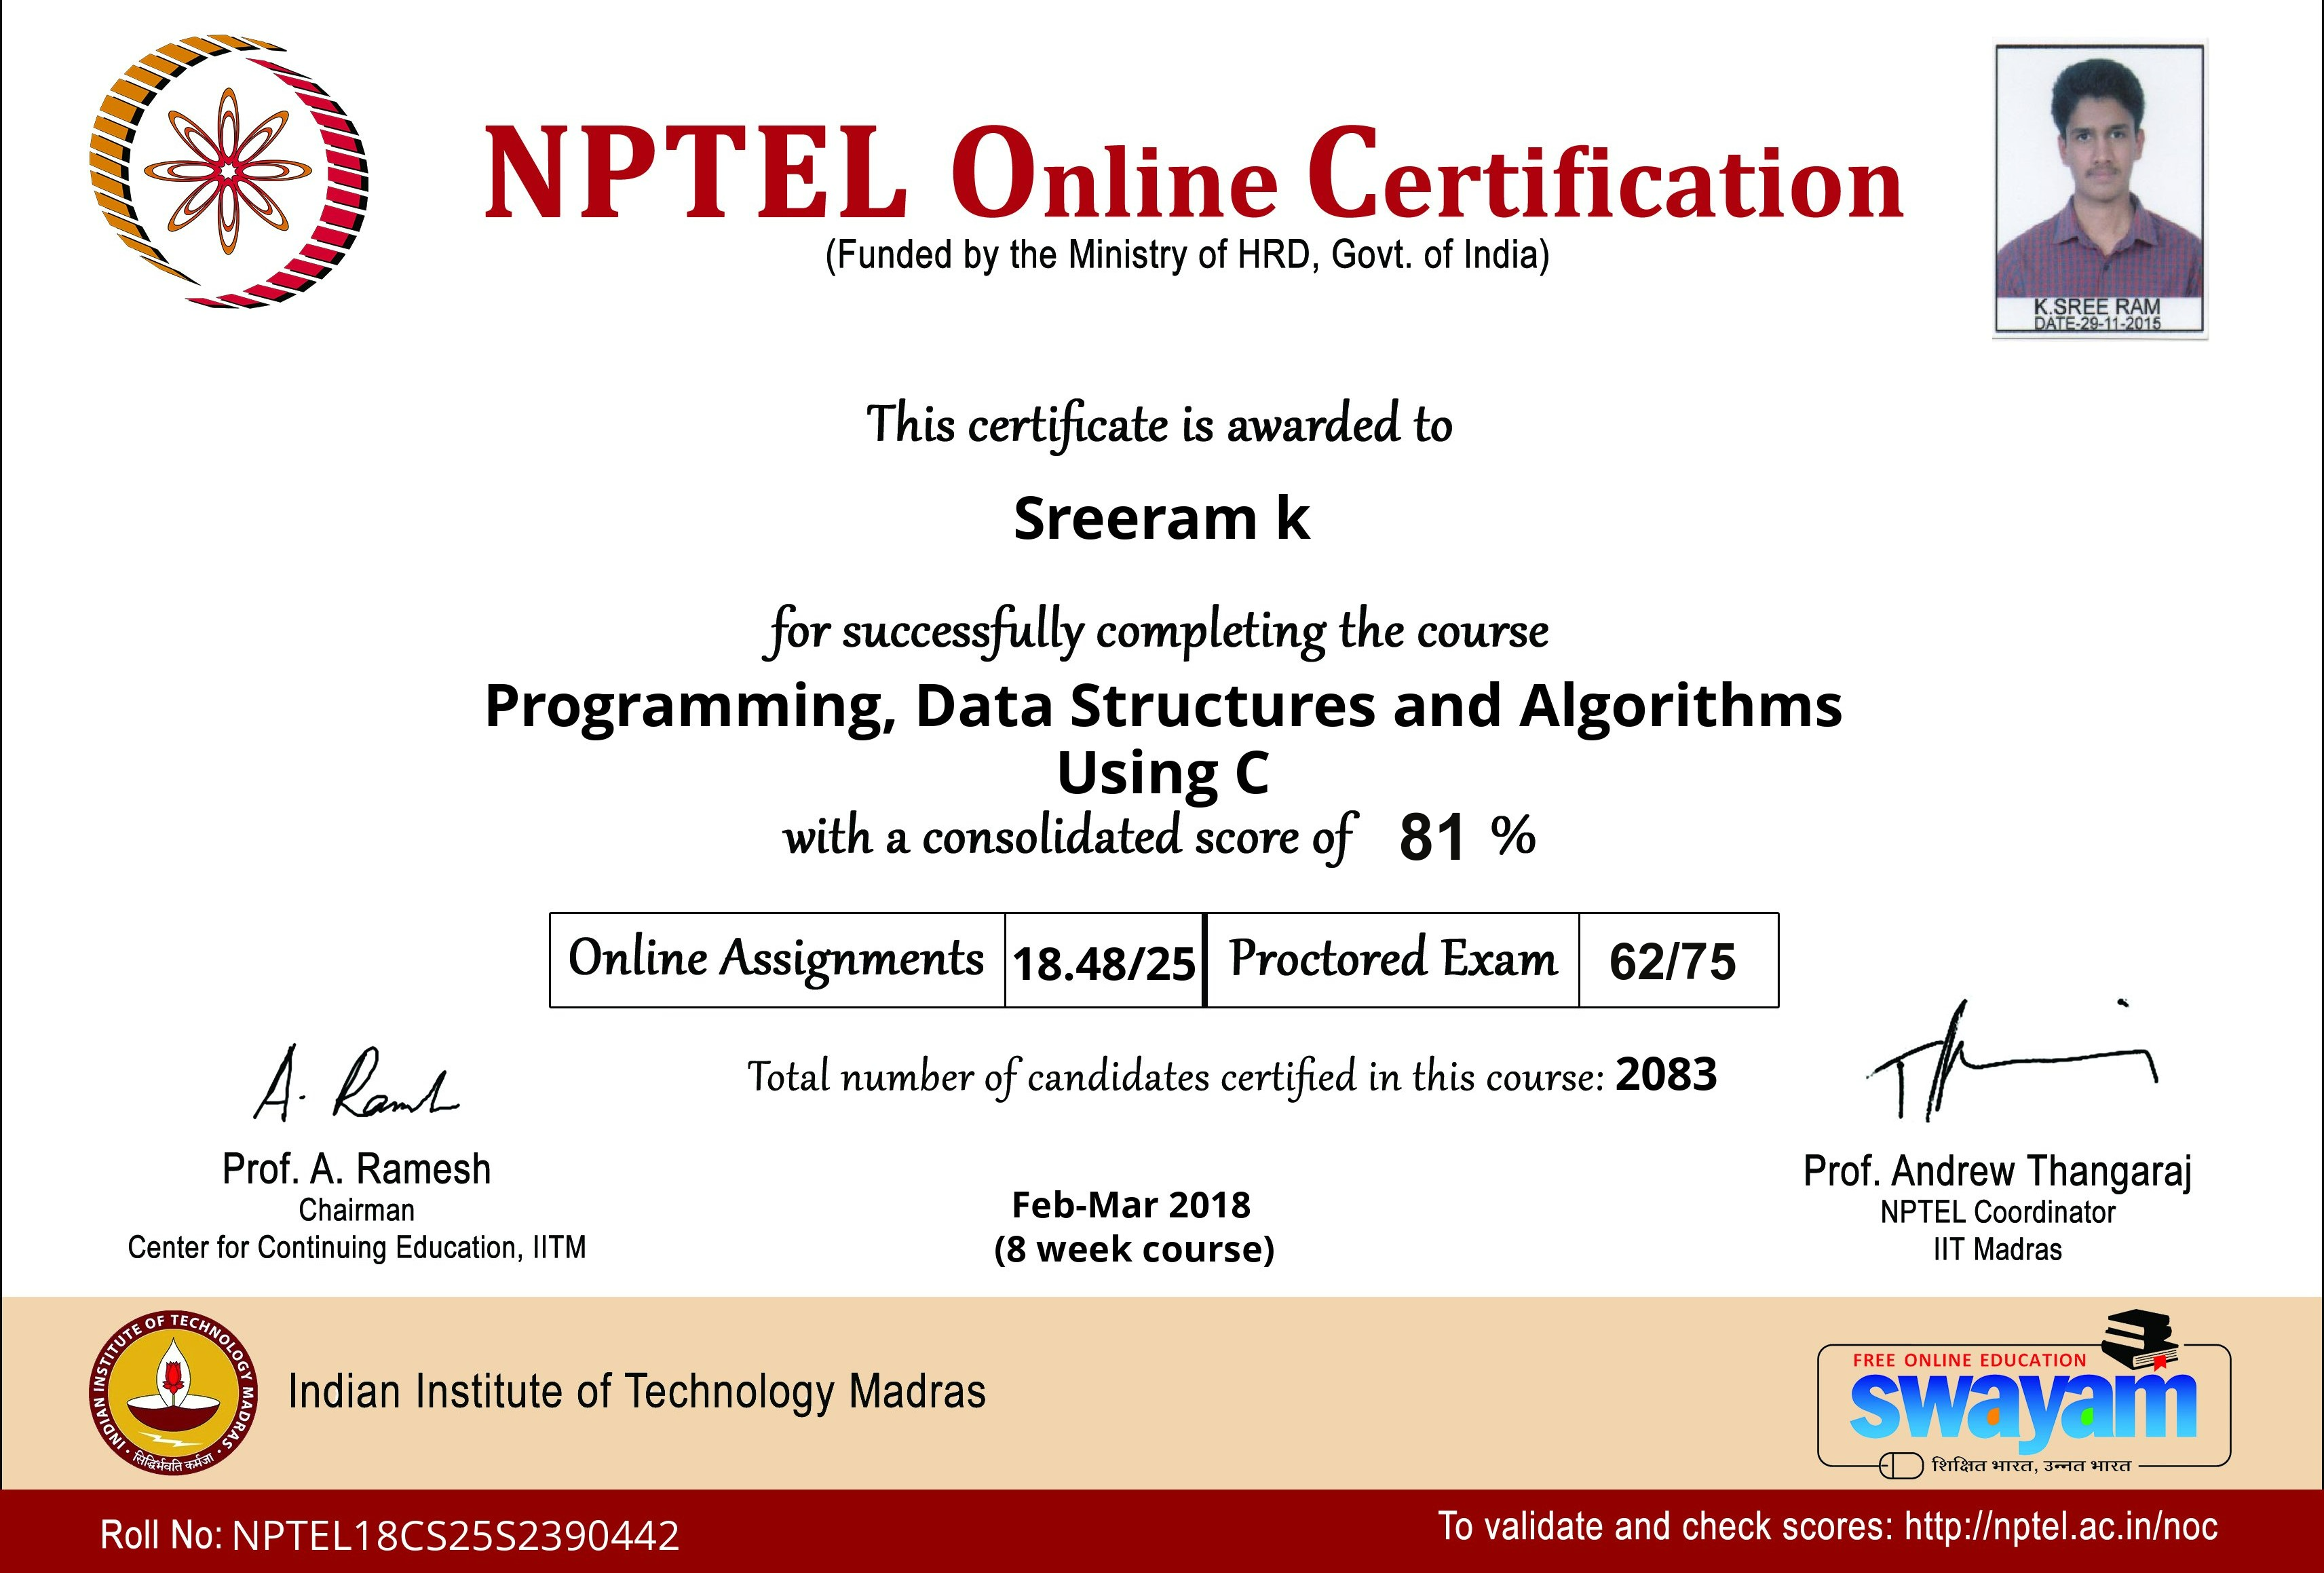 NPTEL Online Certification
(Funded by the Ministry of HRD, Govt. of India)
K.SREE RAM
DATE-29-11-2015
This certificate is awarded to
Sreeram k
for successfully completing the course
Programming, Data Structures and Algorithms
Using C
with a consolidated score of 81 %
Online Assignments 18.48/25 Proctored Exam 62/75
Total number of candidates certified in this course: 2083
Prof. A. Ramesh
Chairman
Center for Continuing Education, IITM
Feb-Mar 2018
(8 week course)
Prof. Andrew Thangaraj
NPTEL Coordinator
IIT Madras
INDIAN INSTITUTE OF TECHNOLOGY MADRAS
सिद्धिर्भवति कर्मजा
Indian Institute of Technology Madras
FREE ONLINE EDUCATION
swayam
शिक्षित भारत, उन्नत भारत
Roll No: NPTEL18CS25S2390442
To validate and check scores: http://nptel.ac.in/noc